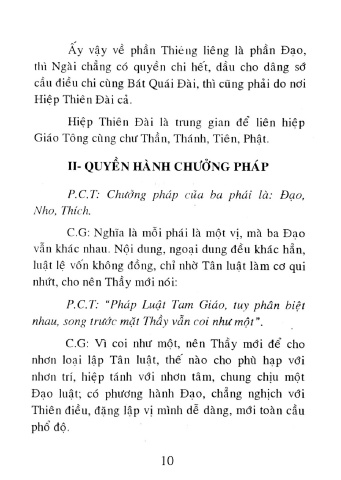 Ấy vậy về phần Thiêng liêng là phần Đạo,
thì Ngài chẳng có quyền chi hết, dầu cho dâng sớ
cầu điều chi cùng Bát Quái Đài, thì cũng phải do nơi
Hiệp Thiên Đài cả.
Hiệp Thiên Đài là trung gian để liên hiệp
Giáo Tông cùng chư Thần, Thánh, Tiên, Phật.
II- QUYỀN HÀNH CHƯỞNG PHÁP
P.C.T: Chưởng pháp của ba phái là: Đạo,
Nho, Thích.
C.G: Nghĩa là mỗi phái là một vị, mà ba Đạo
vẫn khác nhau. Nội dung, ngoại dung đều khác hẳn,
luật lệ vốn không đồng, chỉ nhờ Tân luật làm cơ qui
nhứt, cho nên Thầy mới nói:
P.C.T: "Pháp Luật Tam Giáo, tuy phân biệt
nhau, song trước mặt Thầy vẫn coi như một".
C.G: Vì coi như một, nên Thầy mới để cho
nhơn loại lập Tân luật, thế nào cho phù hạp với
nhơn trí, hiệp tánh với nhơn tâm, chung chịu một
Đạo luật; có phương hành Đạo, chẳng nghịch với
Thiên điều, đặng lập vị mình dễ dàng, mới toàn cầu
phổ độ.
10